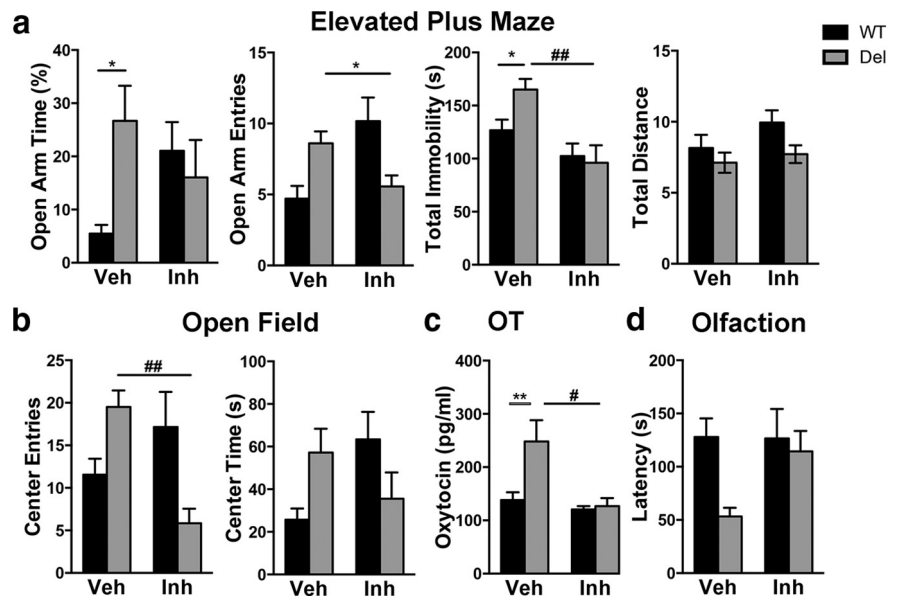 a
Elevated Plus Maze
WT
Del
Open Arm Time (%)
40
30
20
10
0
*
Veh
Inh
Open Arm Entries
15
10
5
0
*
Veh
Inh
Total Immobility (s)
200
150
100
50
0
*
##
Veh
Inh
Total Distance
15
10
5
0
Veh
Inh
b
Open Field
Center Entries
25
20
15
10
5
0
##
Veh
Inh
Center Time (s)
100
80
60
40
20
0
Veh
Inh
c
OT
Oxytocin (pg/ml)
400
300
200
100
0
**
#
Veh
Inh
d
Olfaction
Latency (s)
200
150
100
50
0
Veh
Inh